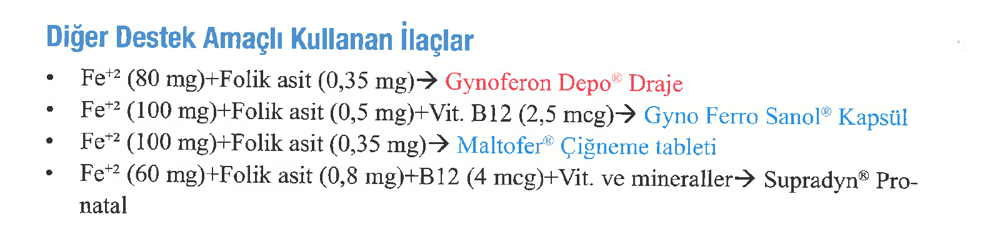 Diğer Destek Amaçlı Kullanan İlaçlar
• Fe⁺² (80 mg)+Folik asit (0,35 mg)→ Gynoferon Depo® Draje
• Fe⁺² (100 mg)+Folik asit (0,5 mg)+Vit. B12 (2,5 mcg)→ Gyno Ferro Sanol® Kapsül
• Fe⁺² (100 mg)+Folik asit (0,35 mg)→ Maltofer® Çiğneme tableti
• Fe⁺² (60 mg)+Folik asit (0,8 mg)+B12 (4 mcg)+Vit. ve mineraller→ Supradyn® Pro-
natal